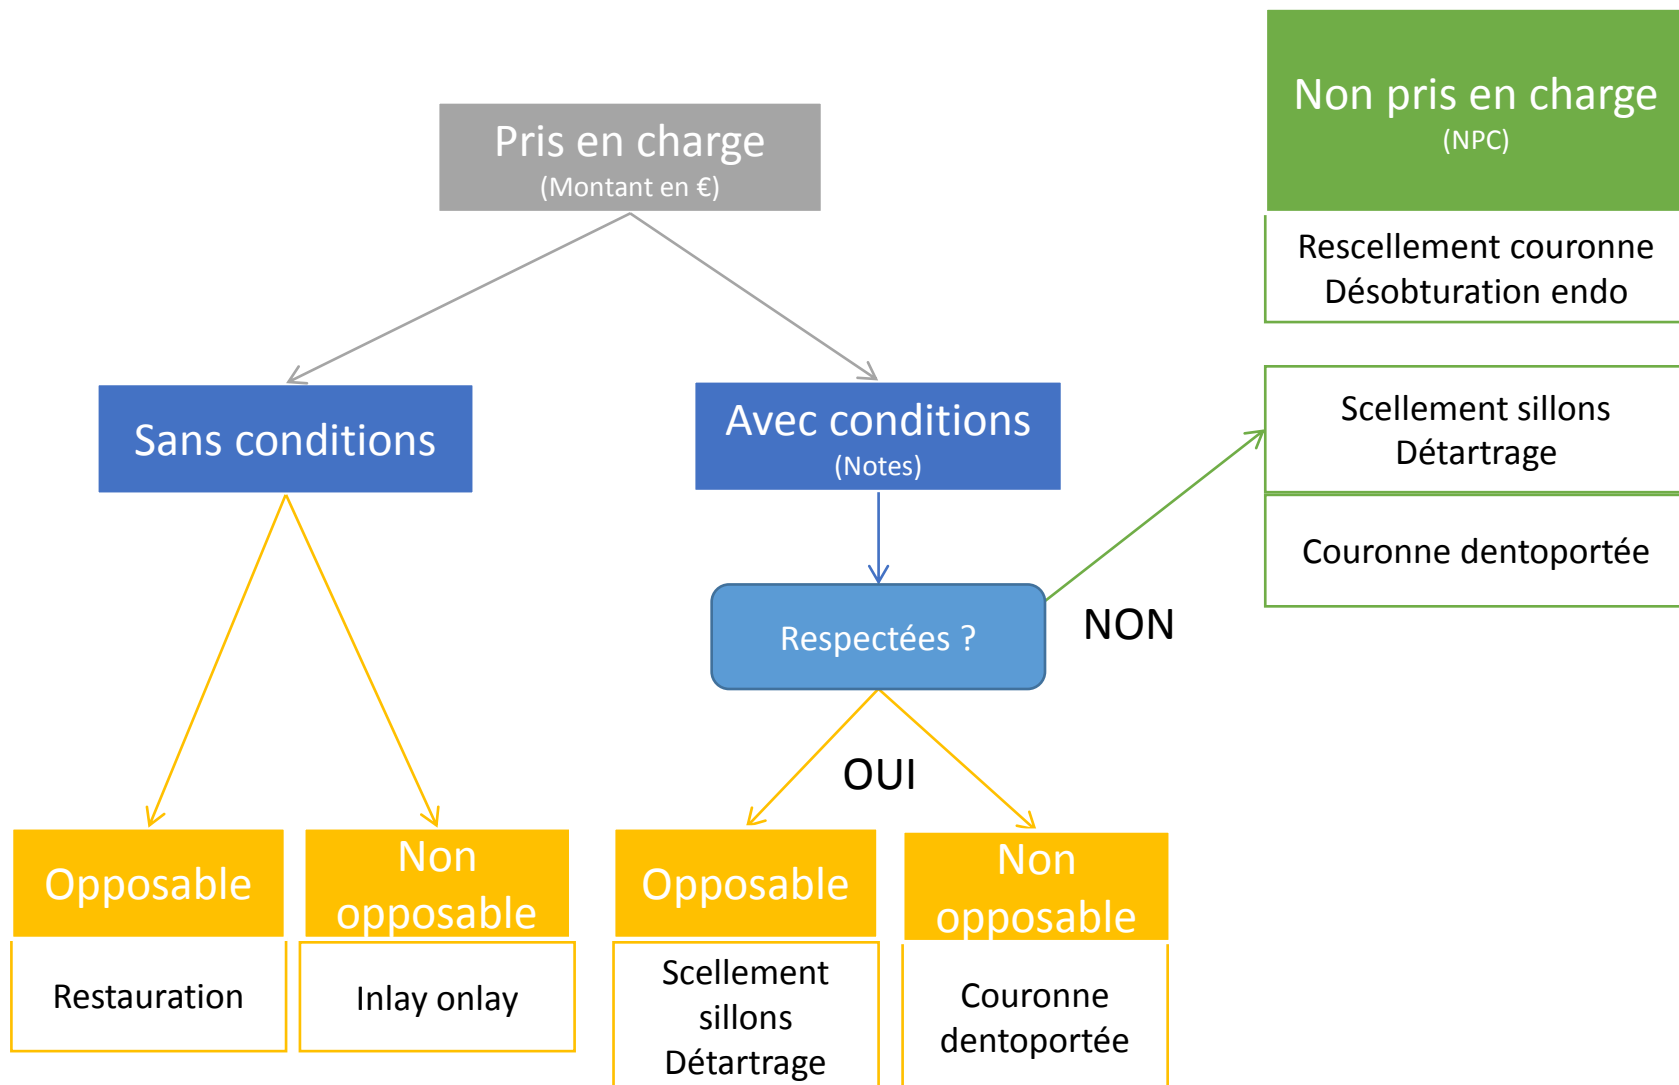 Non pris en charge
(NPC)
Rescellement couronne
Désobturation endo
Pris en charge
(Montant en €)
Sans conditions
Avec conditions
(Notes)
Scellement sillons
Détartrage
Couronne dentoportée
Respectées ?
NON
OUI
Opposable
Restauration
Non
opposable
Inlay onlay
Opposable
Scellement
sillons
Détartrage
Non
opposable
Couronne
dentoportée